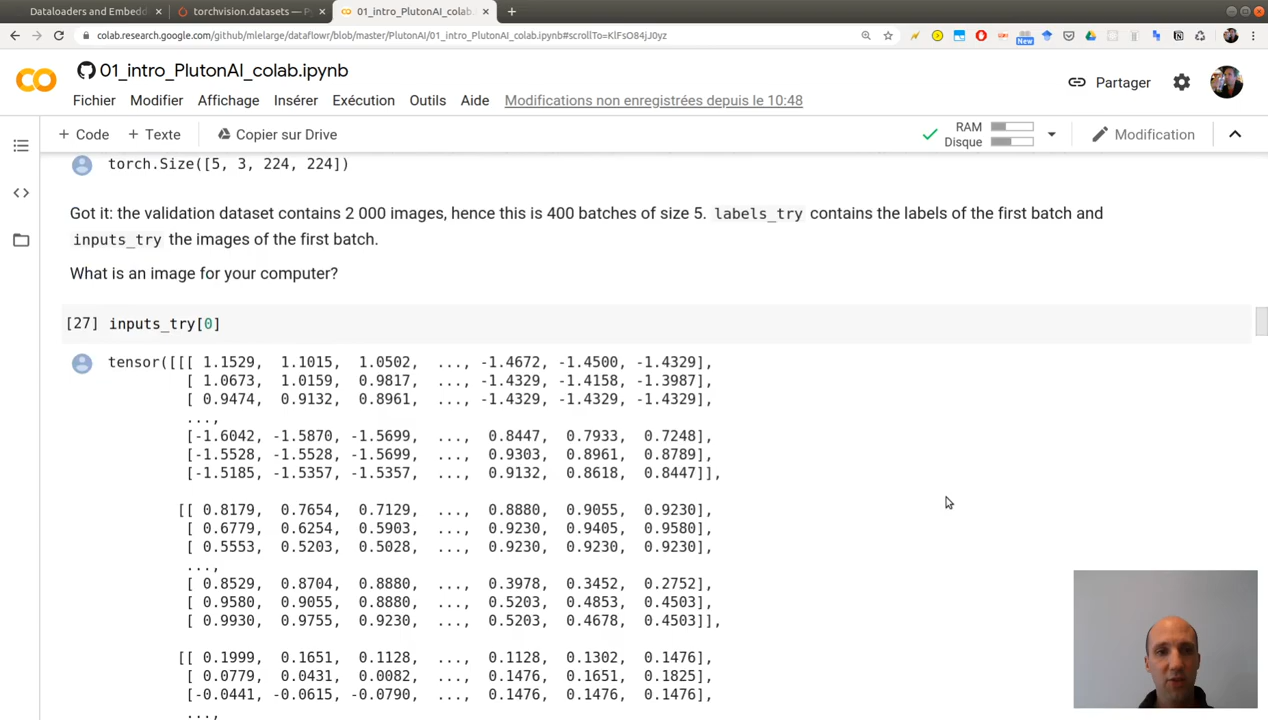 Dataloaders and Embedd × torchvision.datasets — P × 01_intro_PlutonAI_colab. × +
colab.research.google.com/github/mlelarge/dataflowr/blob/master/PlutonAI/01_intro_PlutonAI_colab.ipynb#scrollTo=KlFsO84jJ0yz
New
01_intro_PlutonAI_colab.ipynb
Partager
Fichier Modifier Affichage Insérer Exécution Outils Aide Modifications non enregistrées depuis le 10:48
+ Code + Texte Copier sur Drive
RAM
Disque
Modification
torch.Size([5, 3, 224, 224])
Got it: the validation dataset contains 2 000 images, hence this is 400 batches of size 5. labels_try contains the labels of the first batch and
inputs_try the images of the first batch.
What is an image for your computer?
[27] inputs_try[0]
tensor([[[ 1.1529, 1.1015, 1.0502, ..., -1.4672, -1.4500, -1.4329],
[ 1.0673, 1.0159, 0.9817, ..., -1.4329, -1.4158, -1.3987],
[ 0.9474, 0.9132, 0.8961, ..., -1.4329, -1.4329, -1.4329],
...,
[-1.6042, -1.5870, -1.5699, ..., 0.8447, 0.7933, 0.7248],
[-1.5528, -1.5528, -1.5699, ..., 0.9303, 0.8961, 0.8789],
[-1.5185, -1.5357, -1.5357, ..., 0.9132, 0.8618, 0.8447]],
[[ 0.8179, 0.7654, 0.7129, ..., 0.8880, 0.9055, 0.9230],
[ 0.6779, 0.6254, 0.5903, ..., 0.9230, 0.9405, 0.9580],
[ 0.5553, 0.5203, 0.5028, ..., 0.9230, 0.9230, 0.9230],
...,
[ 0.8529, 0.8704, 0.8880, ..., 0.3978, 0.3452, 0.2752],
[ 0.9580, 0.9055, 0.8880, ..., 0.5203, 0.4853, 0.4503],
[ 0.9930, 0.9755, 0.9230, ..., 0.5203, 0.4678, 0.4503]],
[[ 0.1999, 0.1651, 0.1128, ..., 0.1128, 0.1302, 0.1476],
[ 0.0779, 0.0431, 0.0082, ..., 0.1476, 0.1651, 0.1825],
[-0.0441, -0.0615, -0.0790, ..., 0.1476, 0.1476, 0.1476],
...,